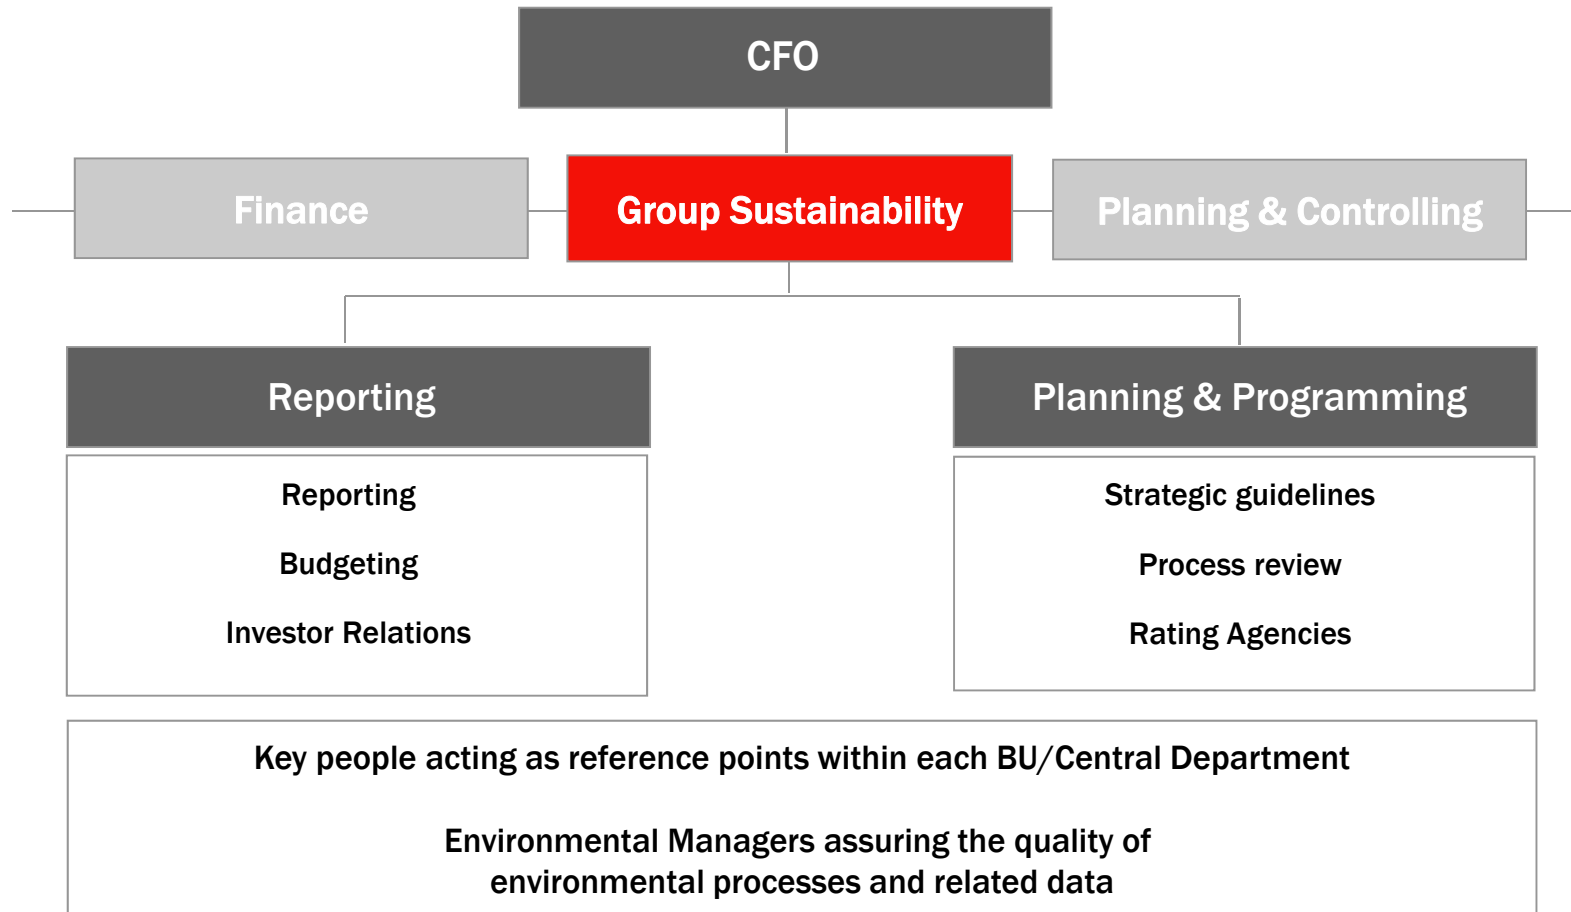 CFO
Finance
Group Sustainability
Planning & Controlling
Reporting
Planning & Programming
Reporting
Budgeting
Investor Relations
Strategic guidelines
Process review
Rating Agencies
Key people acting as reference points within each BU/Central Department
Environmental Managers assuring the quality of
environmental processes and related data